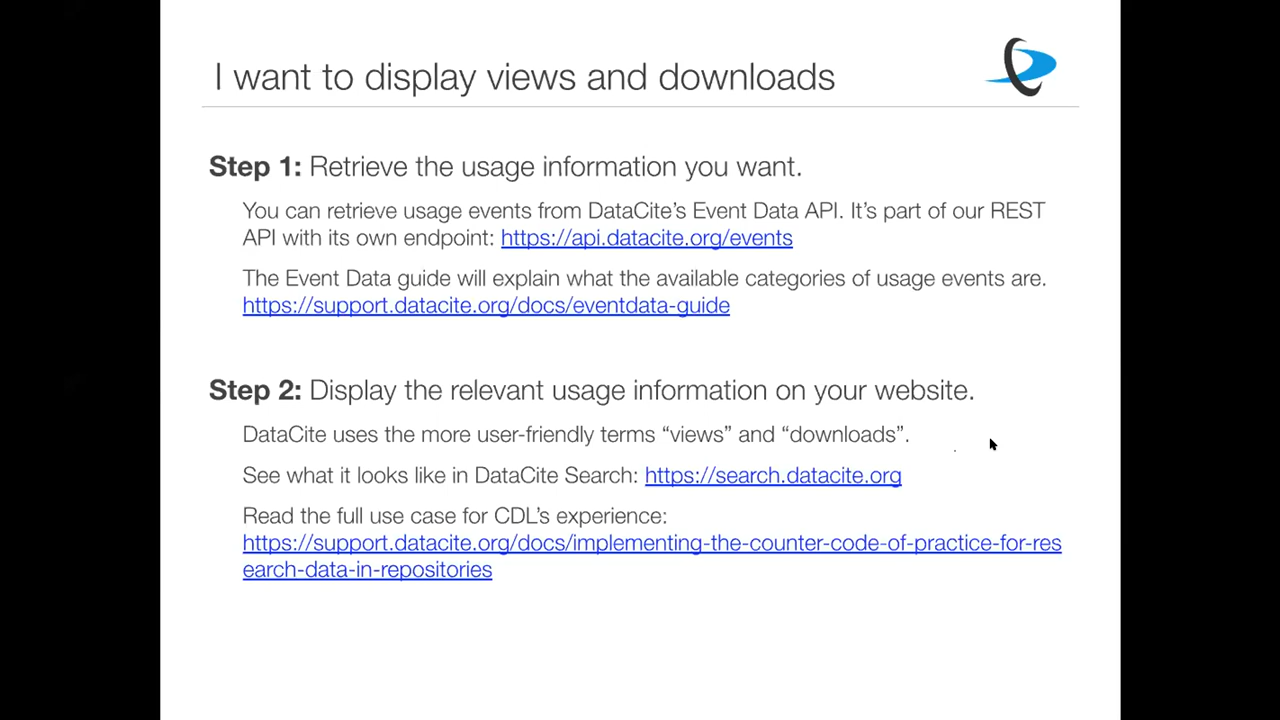 I want to display views and downloads
Step 1: Retrieve the usage information you want.
You can retrieve usage events from DataCite’s Event Data API. It’s part of our REST
API with its own endpoint: https://api.datacite.org/events
The Event Data guide will explain what the available categories of usage events are.
https://support.datacite.org/docs/eventdata-guide
Step 2: Display the relevant usage information on your website.
DataCite uses the more user-friendly terms “views” and “downloads”.
See what it looks like in DataCite Search: https://search.datacite.org
Read the full use case for CDL’s experience:
https://support.datacite.org/docs/implementing-the-counter-code-of-practice-for-res
earch-data-in-repositories